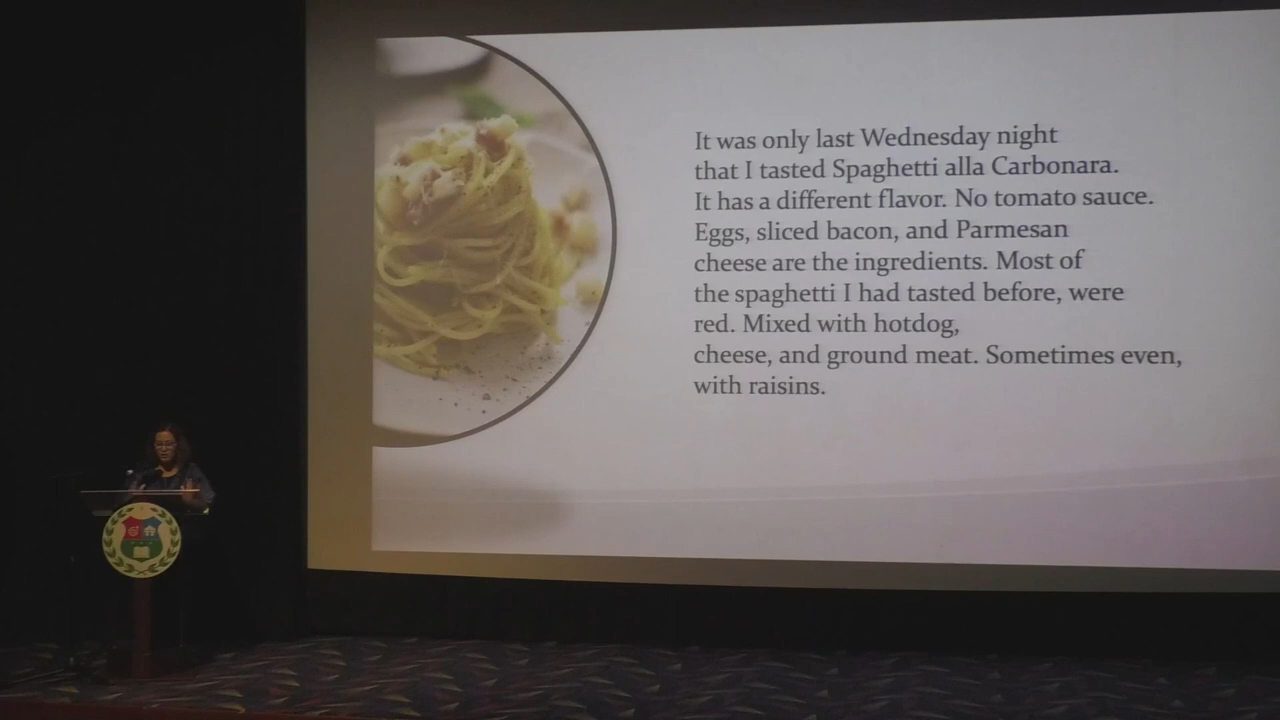 It was only last Wednesday night
that I tasted Spaghetti alla Carbonara.
It has a different flavor. No tomato sauce.
Eggs, sliced bacon, and Parmesan
cheese are the ingredients. Most of
the spaghetti I had tasted before, were
red. Mixed with hotdog,
cheese, and ground meat. Sometimes even,
with raisins.